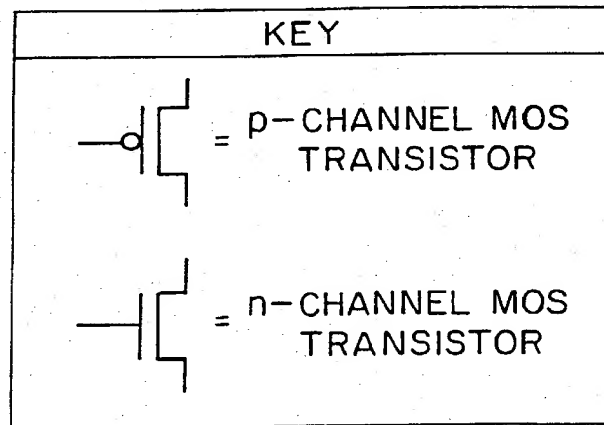 KEY
= p-CHANNEL MOS
TRANSISTOR
= n-CHANNEL MOS
TRANSISTOR